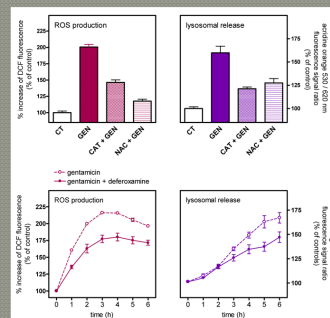 ROS production
lysosomal release
% increase of DCF fluorescence
(% of control)
225
200
175
150
125
100
CT
GEN
CAT + GEN
NAC + GEN
175
150
125
100
CT
GEN
CAT + GEN
NAC + GEN
acridine orange 530 / 620 nm
fluorescence signal ratio
(% of control)
gentamicin
gentamicin + deferoxamine
ROS production
lysosomal release
% increase of DCF fluorescence
(% of control)
225
200
175
150
125
100
0
1
2
3
4
5
6
time (h)
175
150
125
100
0
1
2
3
4
5
6
time (h)
fluorescence signal ratio
(% of controls)